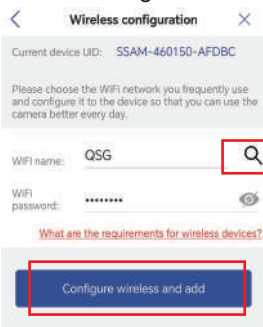 Wireless configuration
Current device UID: SSAM-460150-AFDBC
Please choose the WiFi network you frequently use
and configure it to the device so that you can use the
camera better every day.
WIFI name: QSG
WiFi
password: ••••••••
What are the requirements for wireless devices?
Configure wireless and add